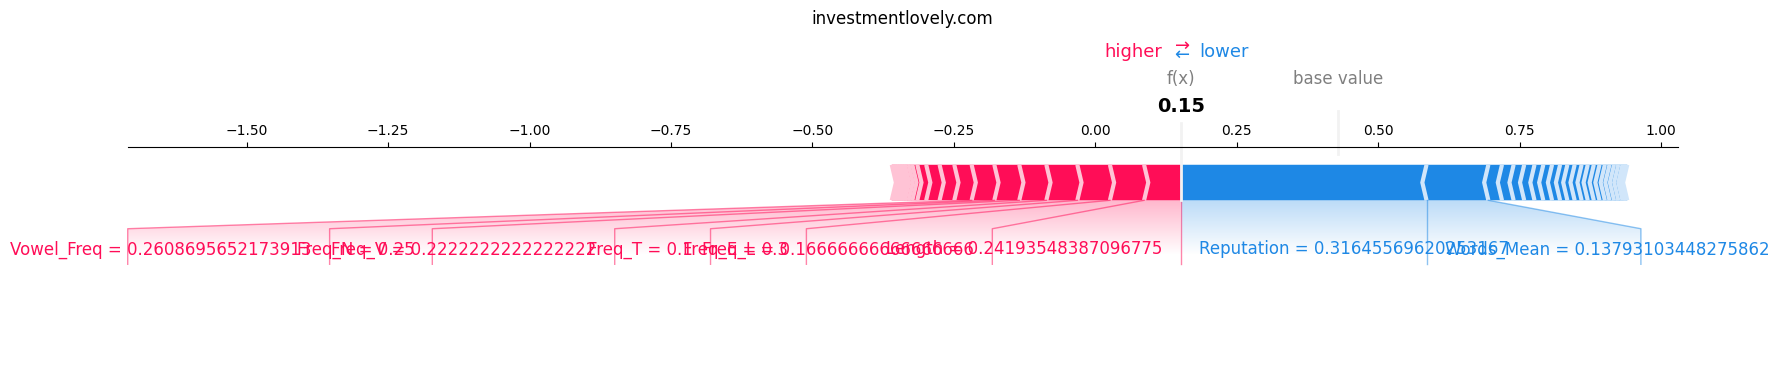 investmentlovely.com
higher → ← lower
f(x) base value
0.15
−1.50 −1.25 −1.00 −0.75 −0.50 −0.25 0.00 0.25 0.50 0.75 1.00
Vowel_Freq = 0.2608695652173913 Freq_N = 0.25 Freq_V = 0.2222222222222222 Freq_T = 0.1 Freq_E = 0.3 Freq_L = 0.16666666666666666 Length = 0.24193548387096775 Reputation = 0.31645569620253167 Words_Mean = 0.13793103448275862